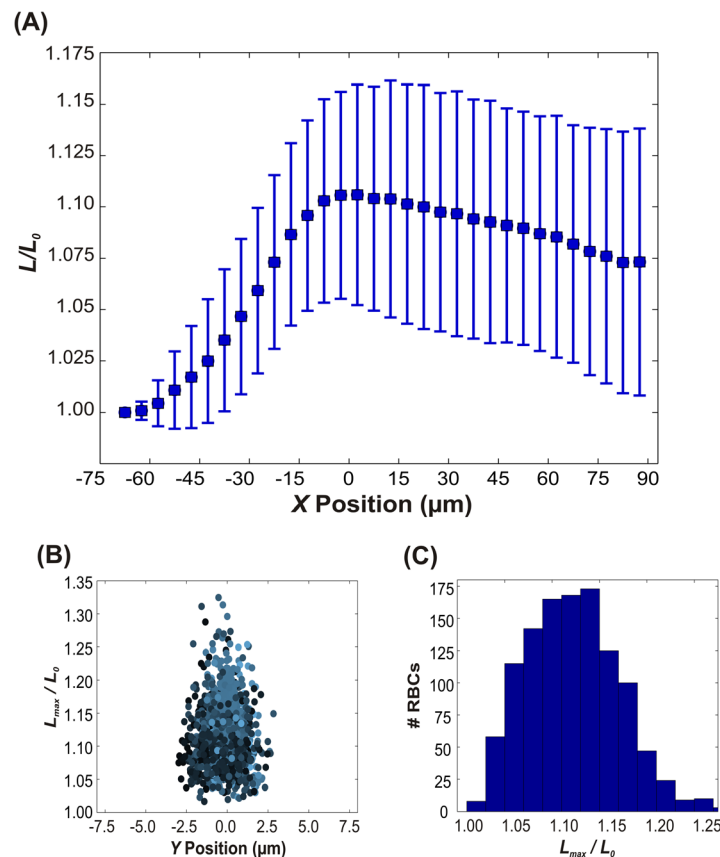 (A)
1.175
1.15
1.125
1.10
1.075
1.05
1.025
1.00
L/L0
-75 -60 -45 -30 -15 0 15 30 45 60 75 90
X Position (µm)
(B)
1.35
1.30
1.25
1.20
1.15
1.10
1.05
1.00
Lmax / L0
-7.5 -5.0 -2.5 0.0 2.5 5.0 7.5
Y Position (µm)
(C)
175
150
125
100
75
50
25
0
# RBCs
1.00 1.05 1.10 1.15 1.20 1.25
Lmax / L0